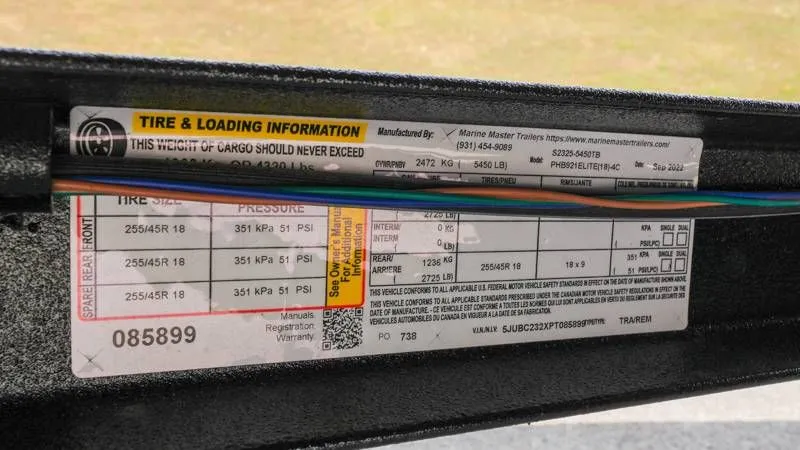 TIRE & LOADING INFORMATION
THIS WEIGHT OF CARGO SHOULD NEVER EXCEED
OR 4320 Lbs
TIRE SIZE PRESSURE
FRONT 255/45R 18 351 kPa 51 PSI
REAR 255/45R 18 351 kPa 51 PSI
SPARE 255/45R 18 351 kPa 51 PSI
See Owner's Manual
For Additional
Information
085899
Manuals
Registration:
Warranty:
Manufactured By: Marine Master Trailers https://www.marinemastertrailers.com/
(931) 454-9089
GVWR/PNBV 2472 KG ( 5450 LB) Model: S2325-5450TB
PHB921ELITE(18)-4C Date: Sep 2022
TIRES/PNEU RIMS/JANTE
2725 LB)
INTERM/ 0 KG KPA SINGLE DUAL
INTERM ( 0 LB) ( PSI/LPC)
REAR/ 1236 KG 255/45R 18 18 x 9 351 KPA SINGLE DUAL
ARRIERE ( 2725 LB) ( 51 PSI/LPC)
THIS VEHICLE CONFORMS TO ALL APPLICABLE U.S. FEDERAL MOTOR VEHICLE SAFETY STANDARDS IN EFFECT ON THE DATE OF MANUFACTURE SHOWN ABOVE.
THIS VEHICLE CONFORMS TO ALL APPLICABLE STANDARDS PRESCRIBED UNDER THE CANADIAN MOTOR VEHICLE SAFETY REGULATIONS IN EFFECT ON THE
DATE OF MANUFACTURE - CE VEHICULE EST CONFORME A TOUTES LES NORMES QUI LUI SONT APPLICABLES EN VERTU DU REGLEMENT SUR LA SECURITE DES
VEHICULES AUTOMOBILES DU CANADA EN VIGUEUR A LA DATE DE SA FABRICATION.
PO 738 V.I.N./N.I.V. 5JUBC232XPT085899 TYPE/TYPE: TRA/REM